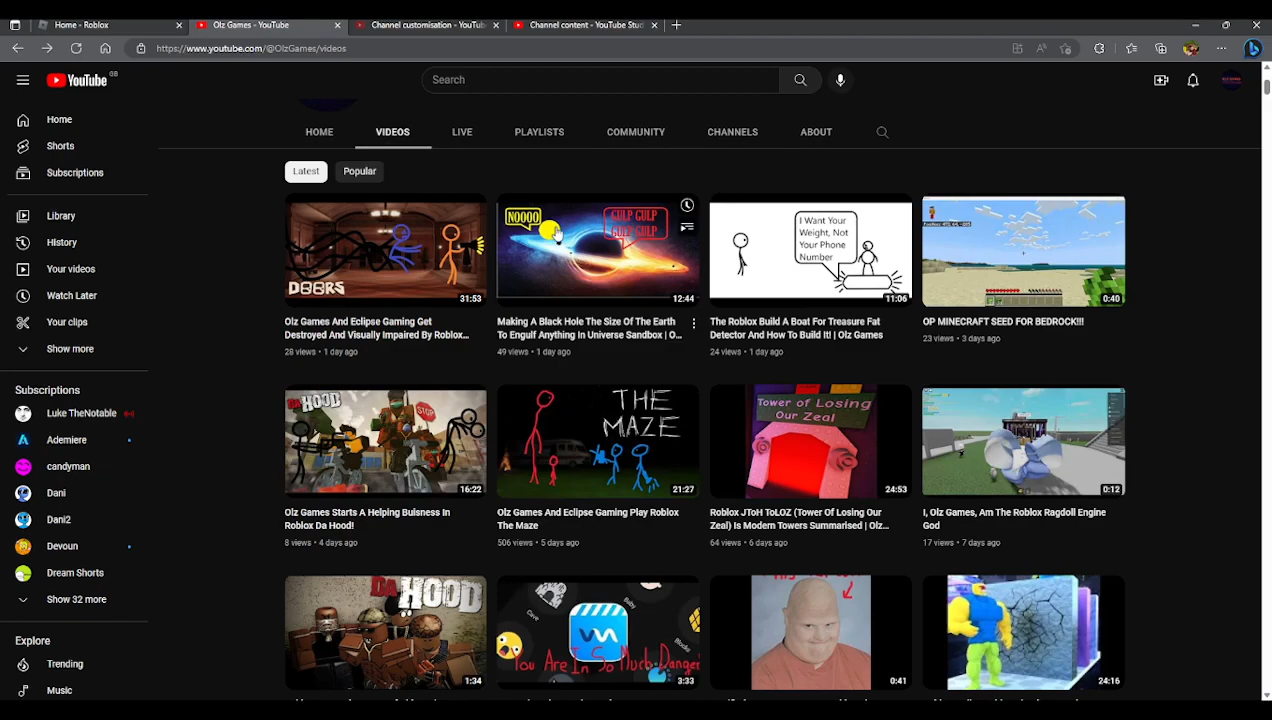 Home - Roblox
Olz Games - YouTube
Channel customisation - YouTub
Channel content - YouTube Stud
https://www.youtube.com/@OlzGames/videos
YouTube GB
Search
Home
Shorts
Subscriptions
Library
History
Your videos
Watch Later
Your clips
Show more
Subscriptions
Luke TheNotable
Ademiere
candyman
Dani
Dani2
Devoun
Dream Shorts
Show 32 more
Explore
Trending
Music
HOME VIDEOS LIVE PLAYLISTS COMMUNITY CHANNELS ABOUT
Latest Popular
DOORS
31:53
Olz Games And Eclipse Gaming Get
Destroyed And Visually Impaired By Roblox...
28 views • 1 day ago
NOOOO
GULP GULP
GULP GULP
12:44
Making A Black Hole The Size Of The Earth
To Engulf Anything In Universe Sandbox | O...
49 views • 1 day ago
I Want Your
Weight, Not
Your Phone
Number
11:06
The Roblox Build A Boat For Treasure Fat
Detector And How To Build It! | Olz Games
24 views • 1 day ago
0:40
OP MINECRAFT SEED FOR BEDROCK!!!
23 views • 3 days ago
DA HOOD
STOP
16:22
Olz Games Starts A Helping Buisness In
Roblox Da Hood!
8 views • 4 days ago
THE
MAZE
21:27
Olz Games And Eclipse Gaming Play Roblox
The Maze
506 views • 5 days ago
Tower of Losing
Our Zeal
24:53
Roblox JToH ToLOZ (Tower Of Losing Our
Zeal) Is Modern Towers Summarised | Olz...
64 views • 6 days ago
0:12
I, Olz Games, Am The Roblox Ragdoll Engine
God
17 views • 7 days ago
DA HOOD
1:34
Cave
Baby
Blocks
You Are In So Much Danger
3:33
0:41
24:16